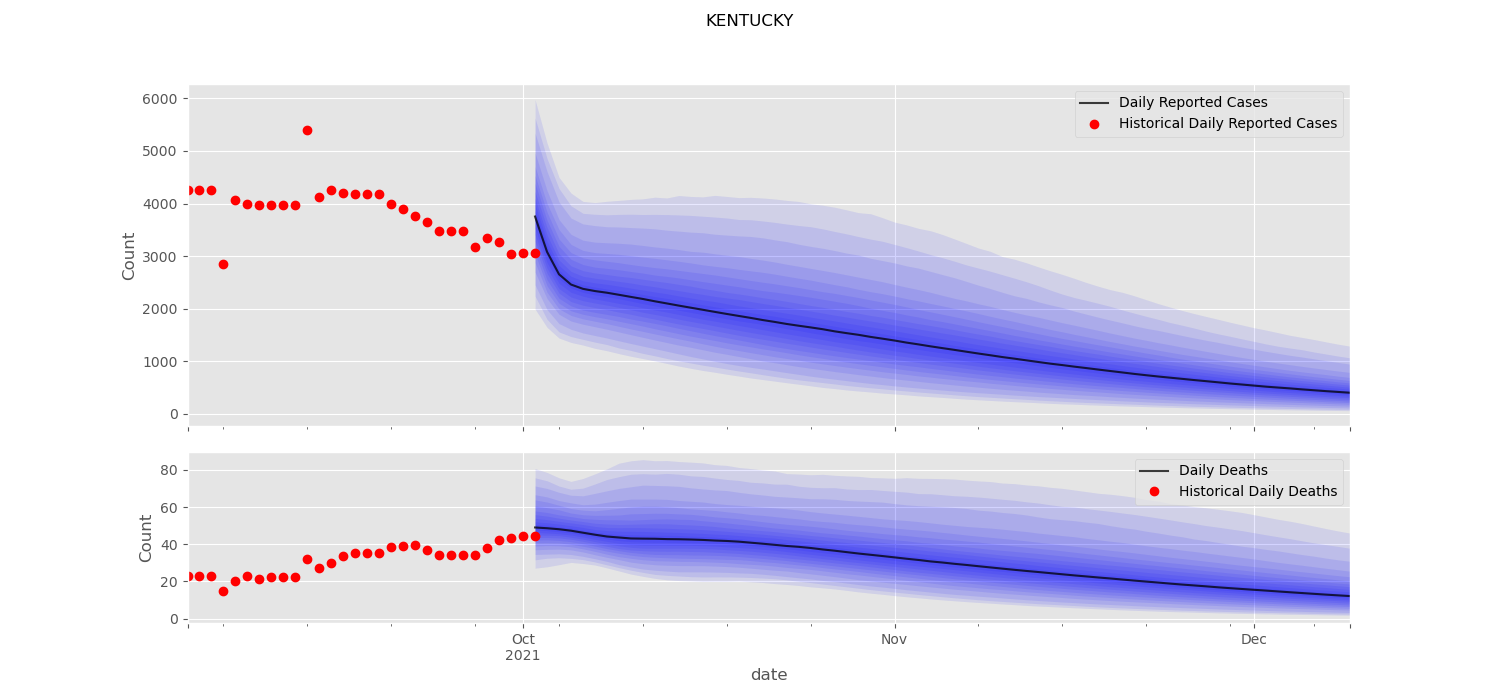 KENTUCKY
6000
5000
4000
3000
2000
1000
0
Count
Daily Reported Cases
Historical Daily Reported Cases
80
60
40
20
0
Count
Daily Deaths
Historical Daily Deaths
Oct
2021
Nov
Dec
date